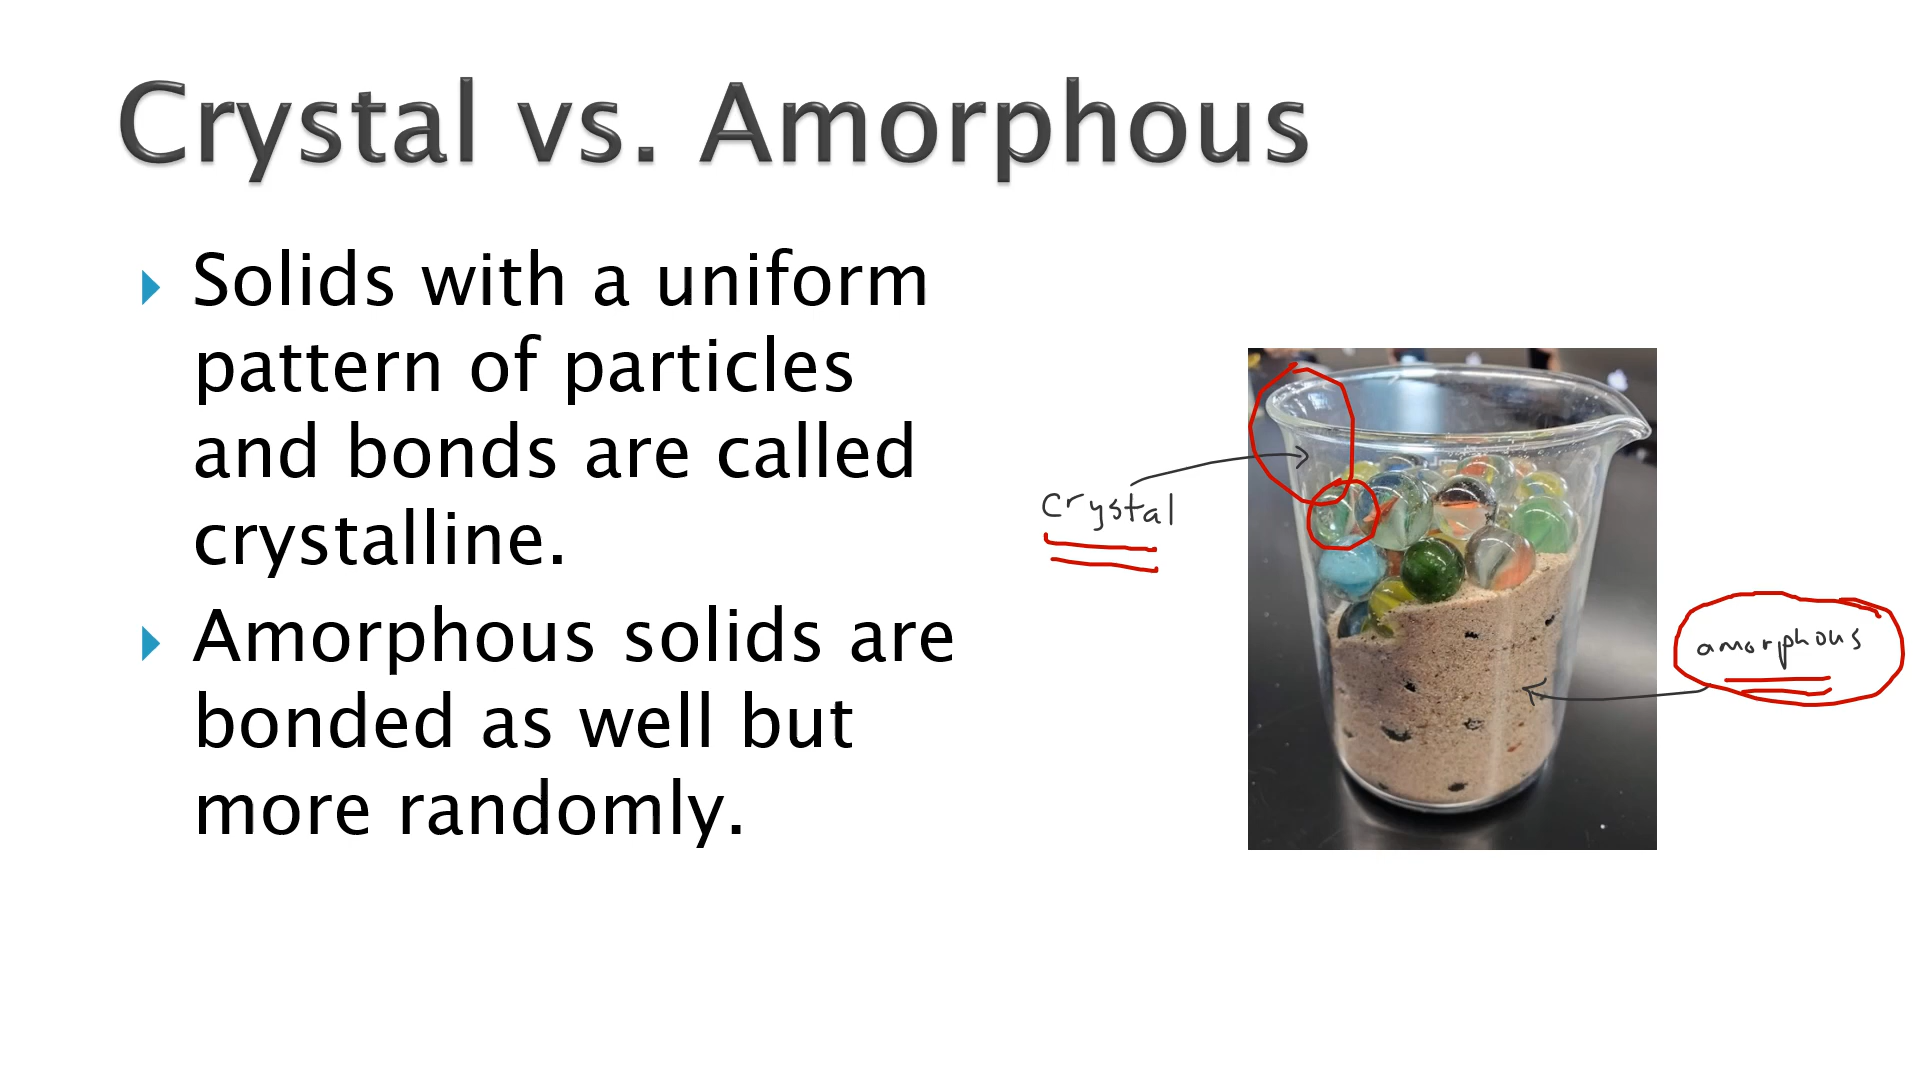 Crystal vs. Amorphous
Solids with a uniform
pattern of particles
and bonds are called
crystalline.
Amorphous solids are
bonded as well but
more randomly.
crystal
amorphous